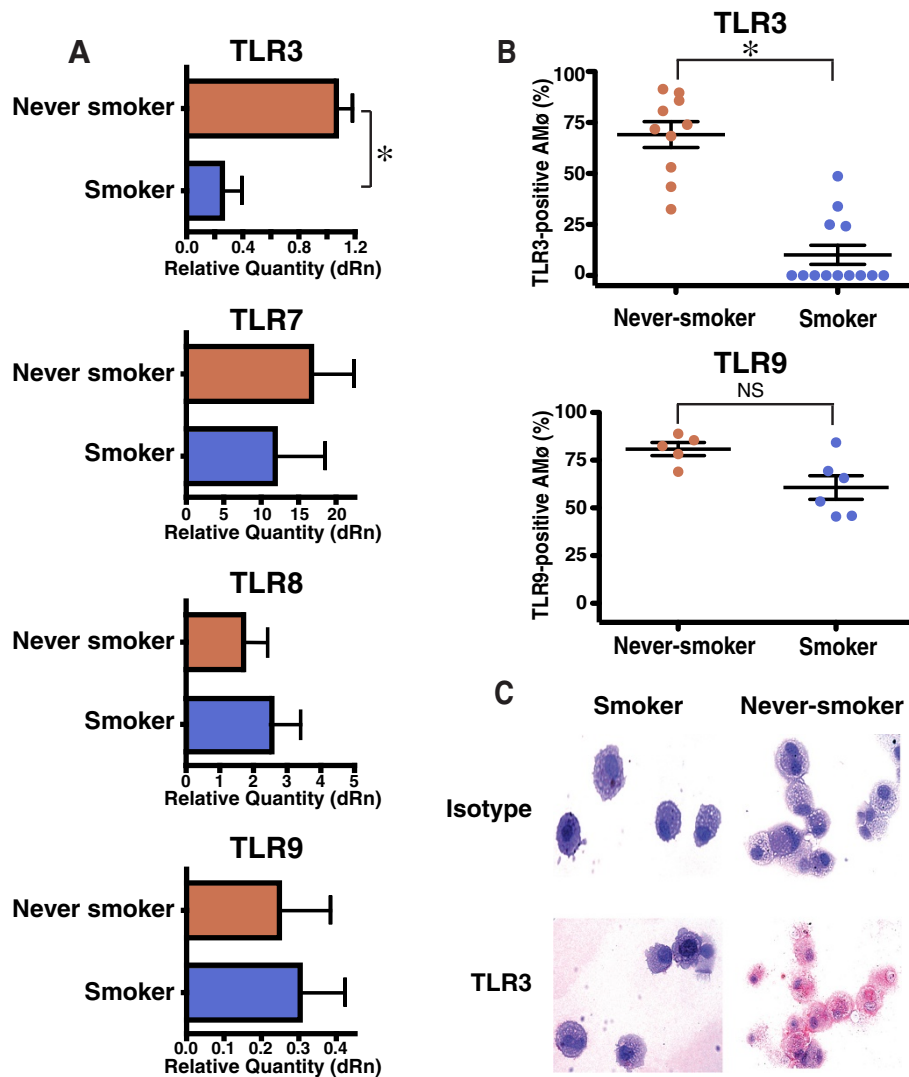 A
TLR3
Never smoker
Smoker
*
0.0 0.4 0.8 1.2
Relative Quantity (dRn)
TLR7
Never smoker
Smoker
0 5 10 15 20
Relative Quantity (dRn)
TLR8
Never smoker
Smoker
0 1 2 3 4 5
Relative Quantity (dRn)
TLR9
Never smoker
Smoker
0.0 0.1 0.2 0.3 0.4
Relative Quantity (dRn)
B
TLR3
*
TLR3-positive AMø (%)
100
75
50
25
0
Never-smoker Smoker
TLR9
NS
TLR9-positive AMø (%)
100
75
50
25
0
Never-smoker Smoker
C
Smoker Never-smoker
Isotype
TLR3